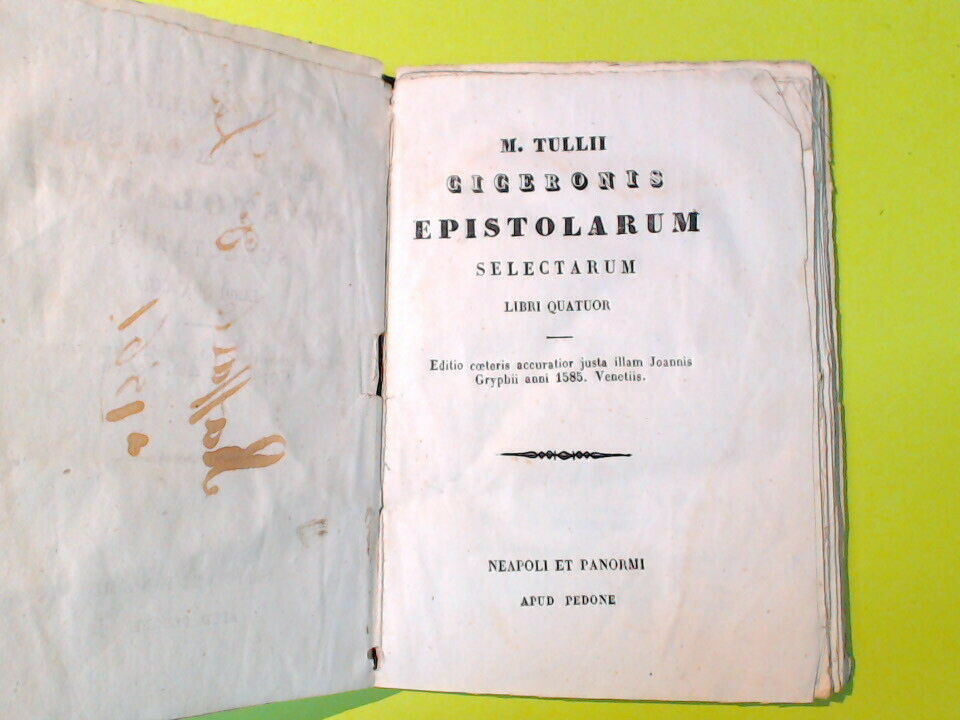 M. TULLII
CICERONIS
EPISTOLARUM
SELECTARUM
LIBRI QUATUOR
Editio cœteris accuratior justa illam Joannis
Gryphii anni 1585. Venetiis.
NEAPOLI ET PANORMI
APUD PEDONE